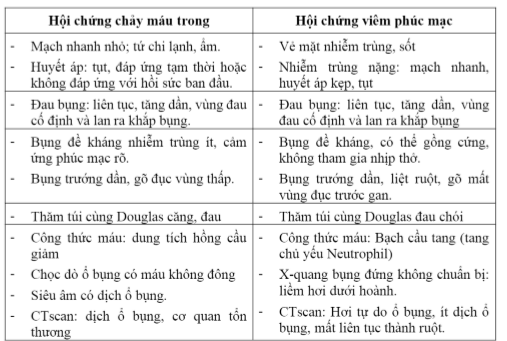 Hội chứng chảy máu trong
Hội chứng viêm phúc mạc
- Mạch nhanh nhỏ; tứ chi lạnh, ẩm.
- Huyết áp: tụt, đáp ứng tạm thời hoặc
không đáp ứng với hồi sức ban đầu.
- Vẻ mặt nhiễm trùng, sốt
- Nhiễm trùng nặng: mạch nhanh,
huyết áp kẹp, tụt
- Đau bụng: liên tục, tăng dần, vùng đau
cố định và lan ra khắp bụng.
- Đau bụng: liên tục, tăng dần, vùng
đau cố định và lan ra khắp bụng
- Bụng đề kháng nhiễm trùng ít, cảm
ứng phúc mạc rõ.
- Bụng trướng dần, gõ đục vùng thấp.
- Bụng đề kháng, có thể gồng cứng,
không tham gia nhịp thở.
- Bụng trướng dần, liệt ruột, gõ mất
vùng đục trước gan.
- Thăm túi cùng Douglas căng, đau
- Thăm túi cùng Douglas đau chói
- Công thức máu: dung tích hồng cầu
giảm
- Chọc dò ổ bụng có máu không đông
- Siêu âm có dịch ổ bụng.
- CTscan: dịch ổ bụng, cơ quan tổn
thương
- Công thức máu: Bạch cầu tang (tang
chủ yếu Neutrophil)
- X-quang bụng đứng không chuẩn bị:
liềm hơi dưới hoành.
- CTscan: Hơi tự do ổ bụng, ít dịch ổ
bụng, mất liên tục thành ruột.